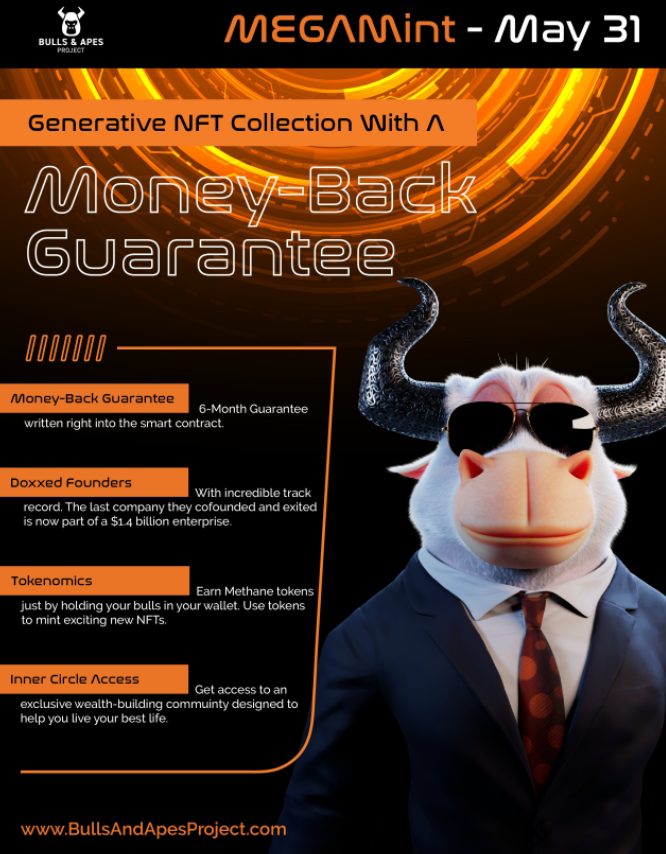 BULLS & APES
PROJECT
MEGAMint - May 31
Generative NFT Collection With A
Money-Back
Guarantee
Money-Back Guarantee
6-Month Guarantee
written right into the smart contract.
Doxxed Founders
With incredible track
record. The last company they cofounded and exited
is now part of a $1.4 billion enterprise.
Tokenomics
Earn Methane tokens
just by holding your bulls in your wallet. Use tokens
to mint exciting new NFTs.
Inner Circle Access
Get access to an
exclusive wealth-building commuinty designed to
help you live your best life.
www.BullsAndApesProject.com